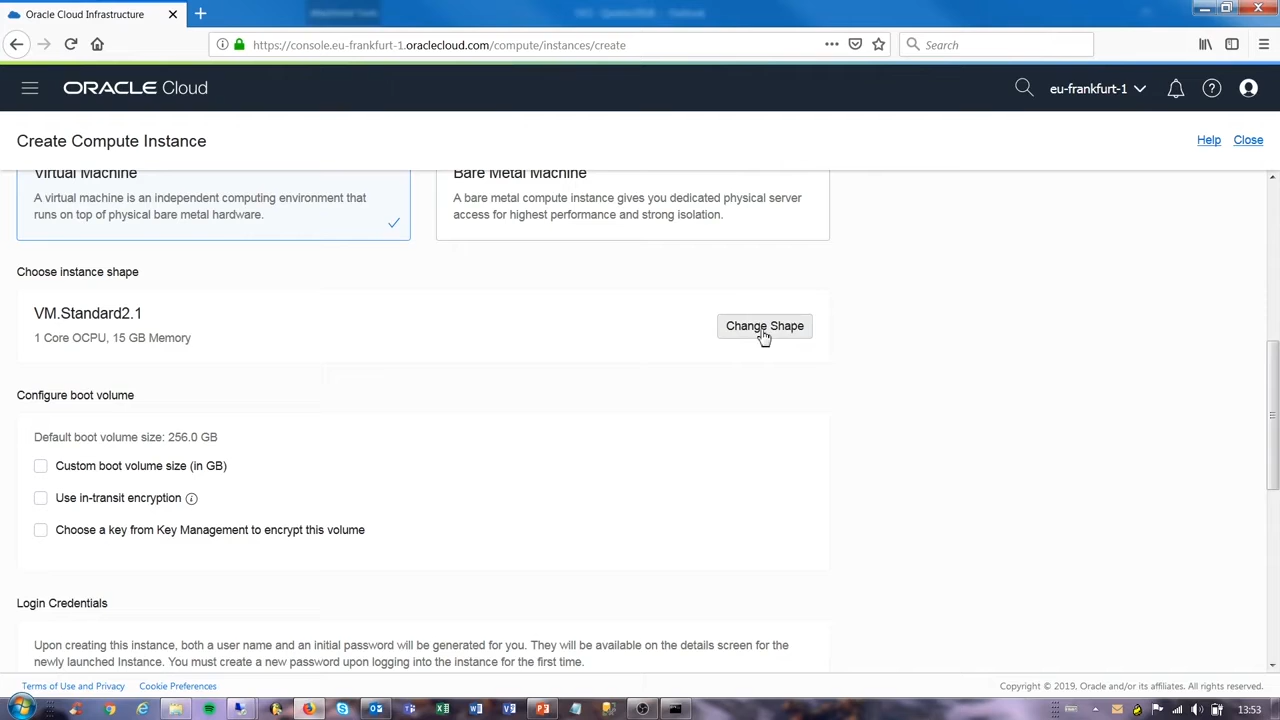 Oracle Cloud Infrastructure
https://console.eu-frankfurt-1.oraclecloud.com/compute/instances/create
Search
ORACLE Cloud
eu-frankfurt-1
Create Compute Instance
Help
Close
Virtual Machine
A virtual machine is an independent computing environment that
runs on top of physical bare metal hardware.
Bare Metal Machine
A bare metal compute instance gives you dedicated physical server
access for highest performance and strong isolation.
Choose instance shape
VM.Standard2.1
1 Core OCPU, 15 GB Memory
Change Shape
Configure boot volume
Default boot volume size: 256.0 GB
Custom boot volume size (in GB)
Use in-transit encryption
Choose a key from Key Management to encrypt this volume
Login Credentials
Upon creating this instance, both a user name and an initial password will be generated for you. They will be available on the details screen for the
newly launched Instance. You must create a new password upon logging into the instance for the first time.
Terms of Use and Privacy
Cookie Preferences
Copyright © 2019, Oracle and/or its affiliates. All rights reserved.
13:53